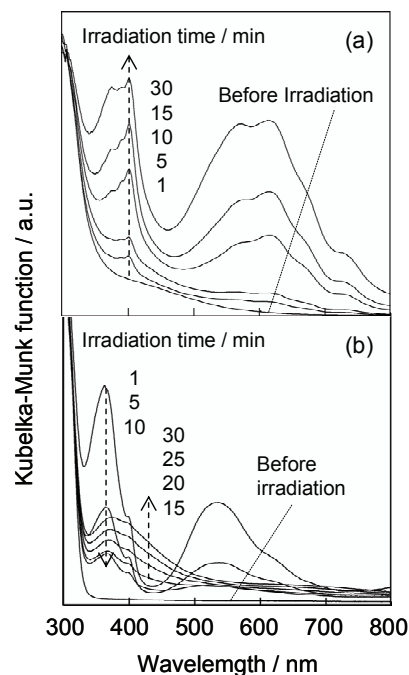 Irradiation time / min
(a)
30
15
10
5
1
Before Irradiation
Kubelka-Munk function / a.u.
Irradiation time / min
(b)
1
5
10
30
25
20
15
Before
irradiation
300 400 500 600 700 800
Wavelemgth / nm